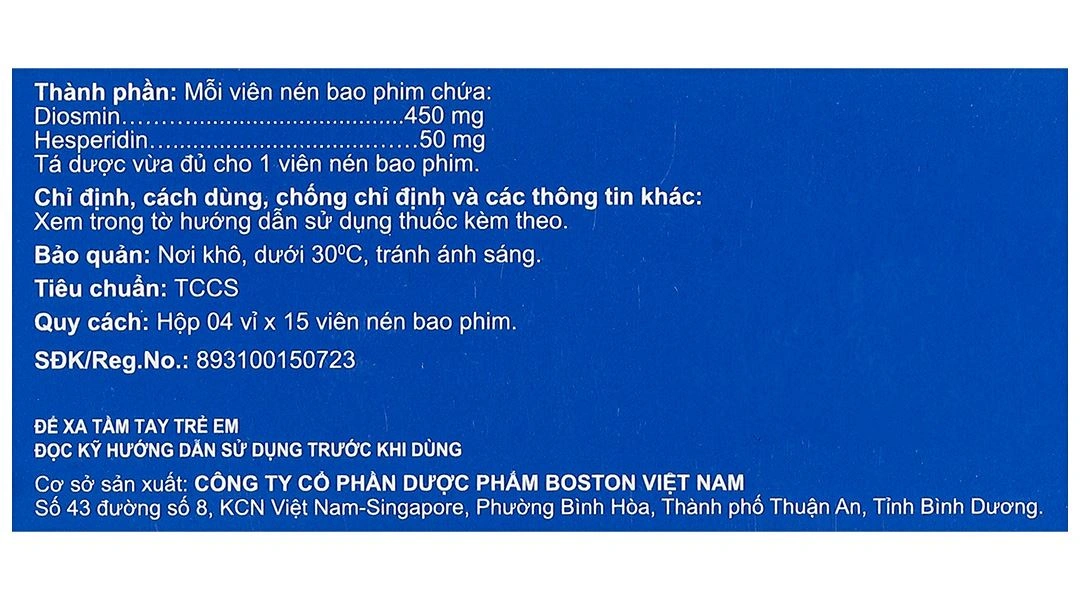 Thành phần: Mỗi viên nén bao phim chứa:
Diosmin……….................................450 mg
Hesperidin…...............................……50 mg
Tá dược vừa đủ cho 1 viên nén bao phim.
Chỉ định, cách dùng, chống chỉ định và các thông tin khác:
Xem trong tờ hướng dẫn sử dụng thuốc kèm theo.
Bảo quản: Nơi khô, dưới 30⁰C, tránh ánh sáng.
Tiêu chuẩn: TCCS
Quy cách: Hộp 04 vỉ x 15 viên nén bao phim.
SĐK/Reg.No.: 893100150723
ĐỂ XA TẦM TAY TRẺ EM
ĐỌC KỸ HƯỚNG DẪN SỬ DỤNG TRƯỚC KHI DÙNG
Cơ sở sản xuất: CÔNG TY CỔ PHẦN DƯỢC PHẨM BOSTON VIỆT NAM
Số 43 đường số 8, KCN Việt Nam-Singapore, Phường Bình Hòa, Thành phố Thuận An, Tỉnh Bình Dương.